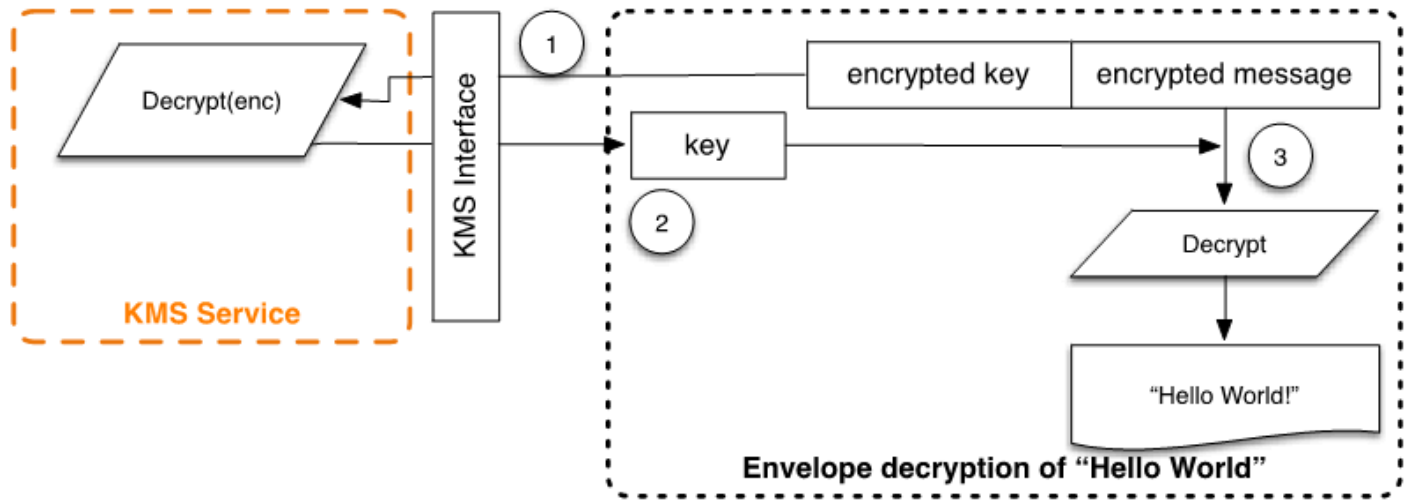 1
encrypted key
encrypted message
Decrypt(enc)
KMS Interface
key
3
2
Decrypt
KMS Service
“Hello World!”
Envelope decryption of “Hello World”